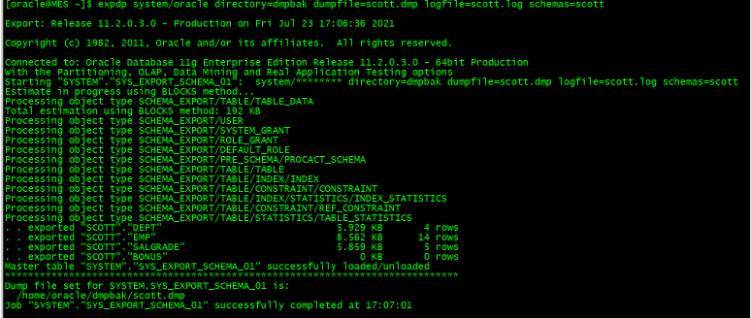 [oracle@MES ~]$ expdp system/oracle directory=dmpbak dumpfile=scott.dmp logfile=scott.log schemas=scott
Export: Release 11.2.0.3.0 - Production on Fri Jul 23 17:06:36 2021
Copyright (c) 1982, 2011, Oracle and/or its affiliates.  All rights reserved.
Connected to: Oracle Database 11g Enterprise Edition Release 11.2.0.3.0 - 64bit Production
With the Partitioning, OLAP, Data Mining and Real Application Testing options
Starting "SYSTEM"."SYS_EXPORT_SCHEMA_01":  system/******** directory=dmpbak dumpfile=scott.dmp logfile=scott.log schemas=scott
Estimate in progress using BLOCKS method...
Processing object type SCHEMA_EXPORT/TABLE/TABLE_DATA
Total estimation using BLOCKS method: 192 KB
Processing object type SCHEMA_EXPORT/USER
Processing object type SCHEMA_EXPORT/SYSTEM_GRANT
Processing object type SCHEMA_EXPORT/ROLE_GRANT
Processing object type SCHEMA_EXPORT/DEFAULT_ROLE
Processing object type SCHEMA_EXPORT/PRE_SCHEMA/PROCACT_SCHEMA
Processing object type SCHEMA_EXPORT/TABLE/TABLE
Processing object type SCHEMA_EXPORT/TABLE/INDEX/INDEX
Processing object type SCHEMA_EXPORT/TABLE/CONSTRAINT/CONSTRAINT
Processing object type SCHEMA_EXPORT/TABLE/INDEX/STATISTICS/INDEX_STATISTICS
Processing object type SCHEMA_EXPORT/TABLE/CONSTRAINT/REF_CONSTRAINT
Processing object type SCHEMA_EXPORT/TABLE/STATISTICS/TABLE_STATISTICS
. . exported "SCOTT"."DEPT" 5.929 KB 4 rows
. . exported "SCOTT"."EMP" 8.562 KB 14 rows
. . exported "SCOTT"."SALGRADE" 5.859 KB 5 rows
. . exported "SCOTT"."BONUS" 0 KB 0 rows
Master table "SYSTEM"."SYS_EXPORT_SCHEMA_01" successfully loaded/unloaded
******************************************************************************
Dump file set for SYSTEM.SYS_EXPORT_SCHEMA_01 is:
/home/oracle/dmpbak/scott.dmp
Job "SYSTEM"."SYS_EXPORT_SCHEMA_01" successfully completed at 17:07:01